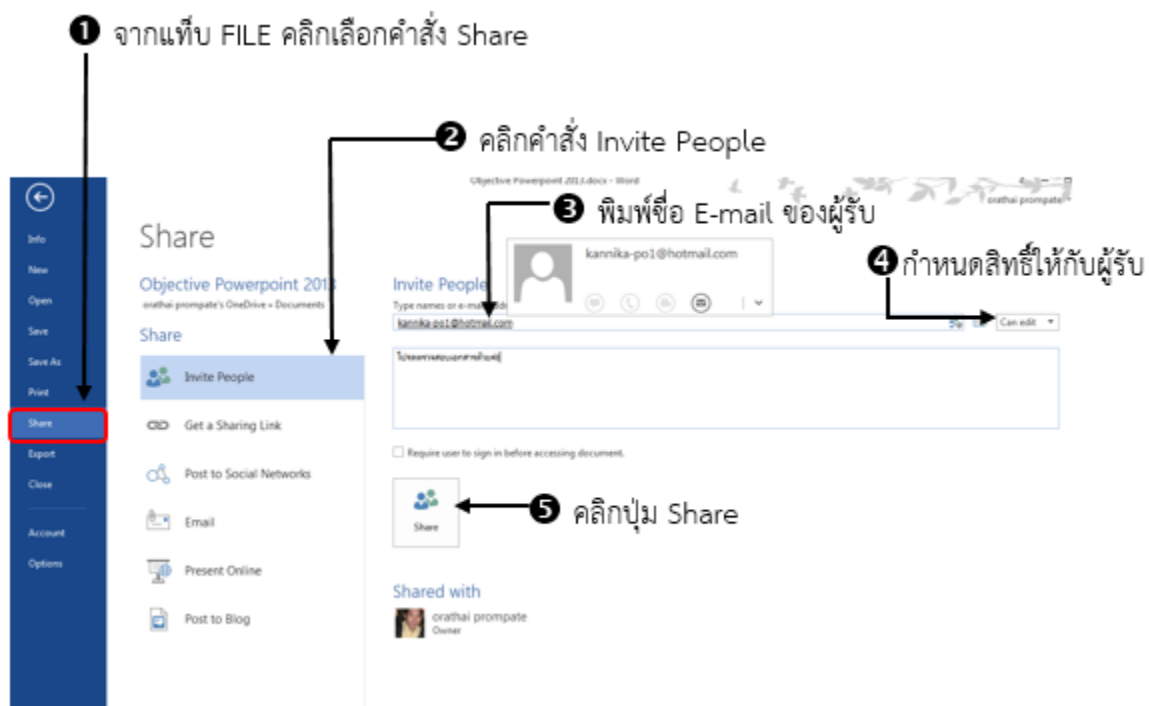 ❶ จากแท็บ FILE คลิกเลือกคำสั่ง Share
❷ คลิกคำสั่ง Invite People
Objective Powerpoint 2013.docx - Word
orathai prompate
❸ พิมพ์ชื่อ E-mail ของผู้รับ
❹ กำหนดสิทธิ์ให้กับผู้รับ
Info
New
Open
Save
Save As
Print
Share
Export
Close
Account
Options
Share
Objective Powerpoint 2013
orathai prompate's OneDrive » Documents
Share
Invite People
Get a Sharing Link
Post to Social Networks
Email
Present Online
Post to Blog
Invite People
kannika-po1@hotmail.com
Type names or e-mail
kannika-po1@hotmail.com
Can edit
Require user to sign in before accessing document.
Share
❺ คลิกปุ่ม Share
Shared with
orathai prompate
Owner